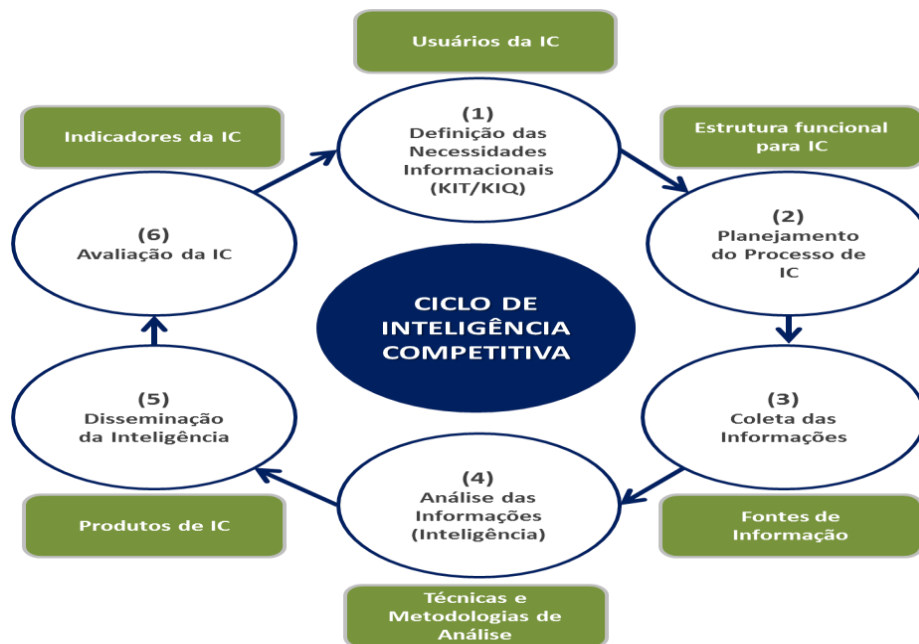 Usuários da IC
(1)
Definição das
Necessidades
Informacionais
(KIT/KIQ)
Estrutura funcional
para IC
(2)
Planejamento
do Processo de
IC
(3)
Coleta das
Informações
Fontes de
Informação
(4)
Análise das
Informações
(Inteligência)
Técnicas e
Metodologias de
Análise
(5)
Disseminação
da Inteligência
Produtos de IC
(6)
Avaliação da IC
Indicadores da IC
CICLO DE
INTELIGÊNCIA
COMPETITIVA